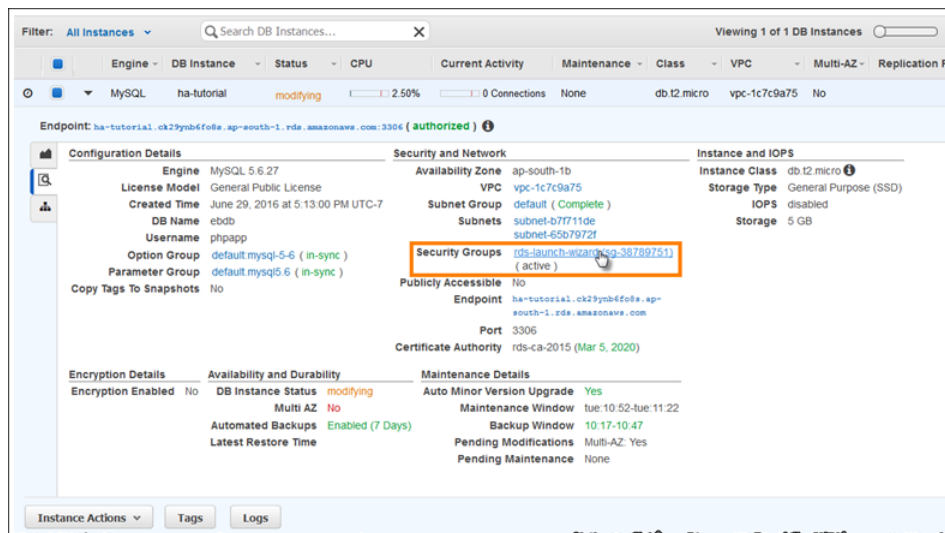 Filter: All Instances Search DB Instances... X Viewing 1 of 1 DB Instances
Engine DB Instance Status CPU Current Activity Maintenance Class VPC Multi-AZ Replication
MySQL ha-tutorial modifying 2.50% 0 Connections None db.t2.micro vpc-1c7c9a75 No
Endpoint: ha-tutorial.ck29ynb6fo8s.ap-south-1.rds.amazonaws.com:3306 ( authorized )
Configuration Details
Engine MySQL 5.6.27
License Model General Public License
Created Time June 29, 2016 at 5:13:00 PM UTC-7
DB Name ebdb
Username phpapp
Option Group default:mysql-5-6 ( in-sync )
Parameter Group default.mysql5.6 ( in-sync )
Copy Tags To Snapshots No
Security and Network
Availability Zone ap-south-1b
VPC vpc-1c7c9a75
Subnet Group default ( Complete )
Subnets subnet-b7f711de
subnet-65b7972f
Security Groups rds-launch-wizard (sg-38789751)
( active )
Publicly Accessible No
Endpoint ha-tutorial.ck29ynb6fo8s.ap-
south-1.rds.amazonaws.com
Port 3306
Certificate Authority rds-ca-2015 (Mar 5, 2020)
Instance and IOPS
Instance Class db.t2.micro
Storage Type General Purpose (SSD)
IOPS disabled
Storage 5 GB
Encryption Details
Encryption Enabled No
Availability and Durability
DB Instance Status modifying
Multi AZ No
Automated Backups Enabled (7 Days)
Latest Restore Time
Maintenance Details
Auto Minor Version Upgrade Yes
Maintenance Window tue:10:52-tue:11:22
Backup Window 10:17-10:47
Pending Modifications Multi-AZ: Yes
Pending Maintenance None
Instance Actions Tags Logs